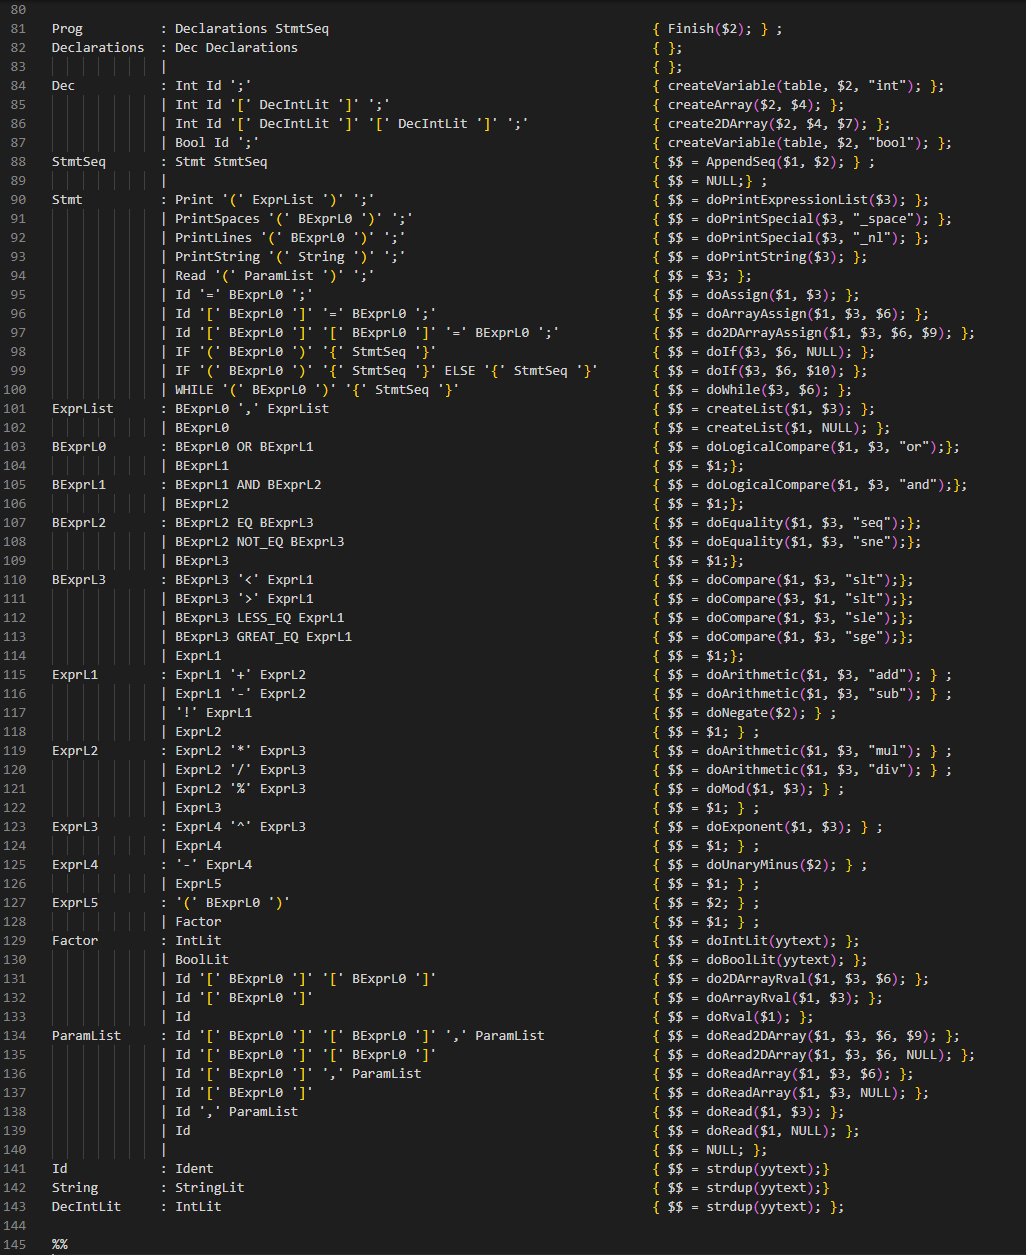 80
81 Prog : Declarations StmtSeq { Finish($2); } ;
82 Declarations : Dec Declarations { };
83 | { };
84 Dec : Int Id ';' { createVariable(table, $2, "int"); };
85 | Int Id '[' DecIntLit ']' ';' { createArray($2, $4); };
86 | Int Id '[' DecIntLit ']' '[' DecIntLit ']' ';' { create2DArray($2, $4, $7); };
87 | Bool Id ';' { createVariable(table, $2, "bool"); };
88 StmtSeq : Stmt StmtSeq { $$ = AppendSeq($1, $2); } ;
89 | { $$ = NULL;} ;
90 Stmt : Print '(' ExprList ')' ';' { $$ = doPrintExpressionList($3); };
91 | PrintSpaces '(' BExprL0 ')' ';' { $$ = doPrintSpecial($3, "_space"); };
92 | PrintLines '(' BExprL0 ')' ';' { $$ = doPrintSpecial($3, "_nl"); };
93 | PrintString '(' String ')' ';' { $$ = doPrintString($3); };
94 | Read '(' ParamList ')' ';' { $$ = $3; };
95 | Id '=' BExprL0 ';' { $$ = doAssign($1, $3); };
96 | Id '[' BExprL0 ']' '=' BExprL0 ';' { $$ = doArrayAssign($1, $3, $6); };
97 | Id '[' BExprL0 ']' '[' BExprL0 ']' '=' BExprL0 ';' { $$ = do2DArrayAssign($1, $3, $6, $9); };
98 | IF '(' BExprL0 ')' '{' StmtSeq '}' { $$ = doIf($3, $6, NULL); };
99 | IF '(' BExprL0 ')' '{' StmtSeq '}' ELSE '{' StmtSeq '}' { $$ = doIf($3, $6, $10); };
100 | WHILE '(' BExprL0 ')' '{' StmtSeq '}' { $$ = doWhile($3, $6); };
101 ExprList : BExprL0 ',' ExprList { $$ = createList($1, $3); };
102 | BExprL0 { $$ = createList($1, NULL); };
103 BExprL0 : BExprL0 OR BExprL1 { $$ = doLogicalCompare($1, $3, "or");};
104 | BExprL1 { $$ = $1;};
105 BExprL1 : BExprL1 AND BExprL2 { $$ = doLogicalCompare($1, $3, "and");};
106 | BExprL2 { $$ = $1;};
107 BExprL2 : BExprL2 EQ BExprL3 { $$ = doEquality($1, $3, "seq");};
108 | BExprL2 NOT_EQ BExprL3 { $$ = doEquality($1, $3, "sne");};
109 | BExprL3 { $$ = $1;};
110 BExprL3 : BExprL3 '<' ExprL1 { $$ = doCompare($1, $3, "slt");};
111 | BExprL3 '>' ExprL1 { $$ = doCompare($3, $1, "slt");};
112 | BExprL3 LESS_EQ ExprL1 { $$ = doCompare($1, $3, "sle");};
113 | BExprL3 GREAT_EQ ExprL1 { $$ = doCompare($1, $3, "sge");};
114 | ExprL1 { $$ = $1;};
115 ExprL1 : ExprL1 '+' ExprL2 { $$ = doArithmetic($1, $3, "add"); } ;
116 | ExprL1 '-' ExprL2 { $$ = doArithmetic($1, $3, "sub"); } ;
117 | '!' ExprL1 { $$ = doNegate($2); } ;
118 | ExprL2 { $$ = $1; } ;
119 ExprL2 : ExprL2 '*' ExprL3 { $$ = doArithmetic($1, $3, "mul"); } ;
120 | ExprL2 '/' ExprL3 { $$ = doArithmetic($1, $3, "div"); } ;
121 | ExprL2 '%' ExprL3 { $$ = doMod($1, $3); } ;
122 | ExprL3 { $$ = $1; } ;
123 ExprL3 : ExprL4 '^' ExprL3 { $$ = doExponent($1, $3); } ;
124 | ExprL4 { $$ = $1; } ;
125 ExprL4 : '-' ExprL4 { $$ = doUnaryMinus($2); } ;
126 | ExprL5 { $$ = $1; } ;
127 ExprL5 : '(' BExprL0 ')' { $$ = $2; } ;
128 | Factor { $$ = $1; } ;
129 Factor : IntLit { $$ = doIntLit(yytext); };
130 | BoolLit { $$ = doBoolLit(yytext); };
131 | Id '[' BExprL0 ']' '[' BExprL0 ']' { $$ = do2DArrayRval($1, $3, $6); };
132 | Id '[' BExprL0 ']' { $$ = doArrayRval($1, $3); };
133 | Id { $$ = doRval($1); };
134 ParamList : Id '[' BExprL0 ']' '[' BExprL0 ']' ',' ParamList { $$ = doRead2DArray($1, $3, $6, $9); };
135 | Id '[' BExprL0 ']' '[' BExprL0 ']' { $$ = doRead2DArray($1, $3, $6, NULL); };
136 | Id '[' BExprL0 ']' ',' ParamList { $$ = doReadArray($1, $3, $6); };
137 | Id '[' BExprL0 ']' { $$ = doReadArray($1, $3, NULL); };
138 | Id ',' ParamList { $$ = doRead($1, $3); };
139 | Id { $$ = doRead($1, NULL); };
140 | { $$ = NULL; };
141 Id : Ident { $$ = strdup(yytext);}
142 String : StringLit { $$ = strdup(yytext);}
143 DecIntLit : IntLit { $$ = strdup(yytext); };
144
145 %%